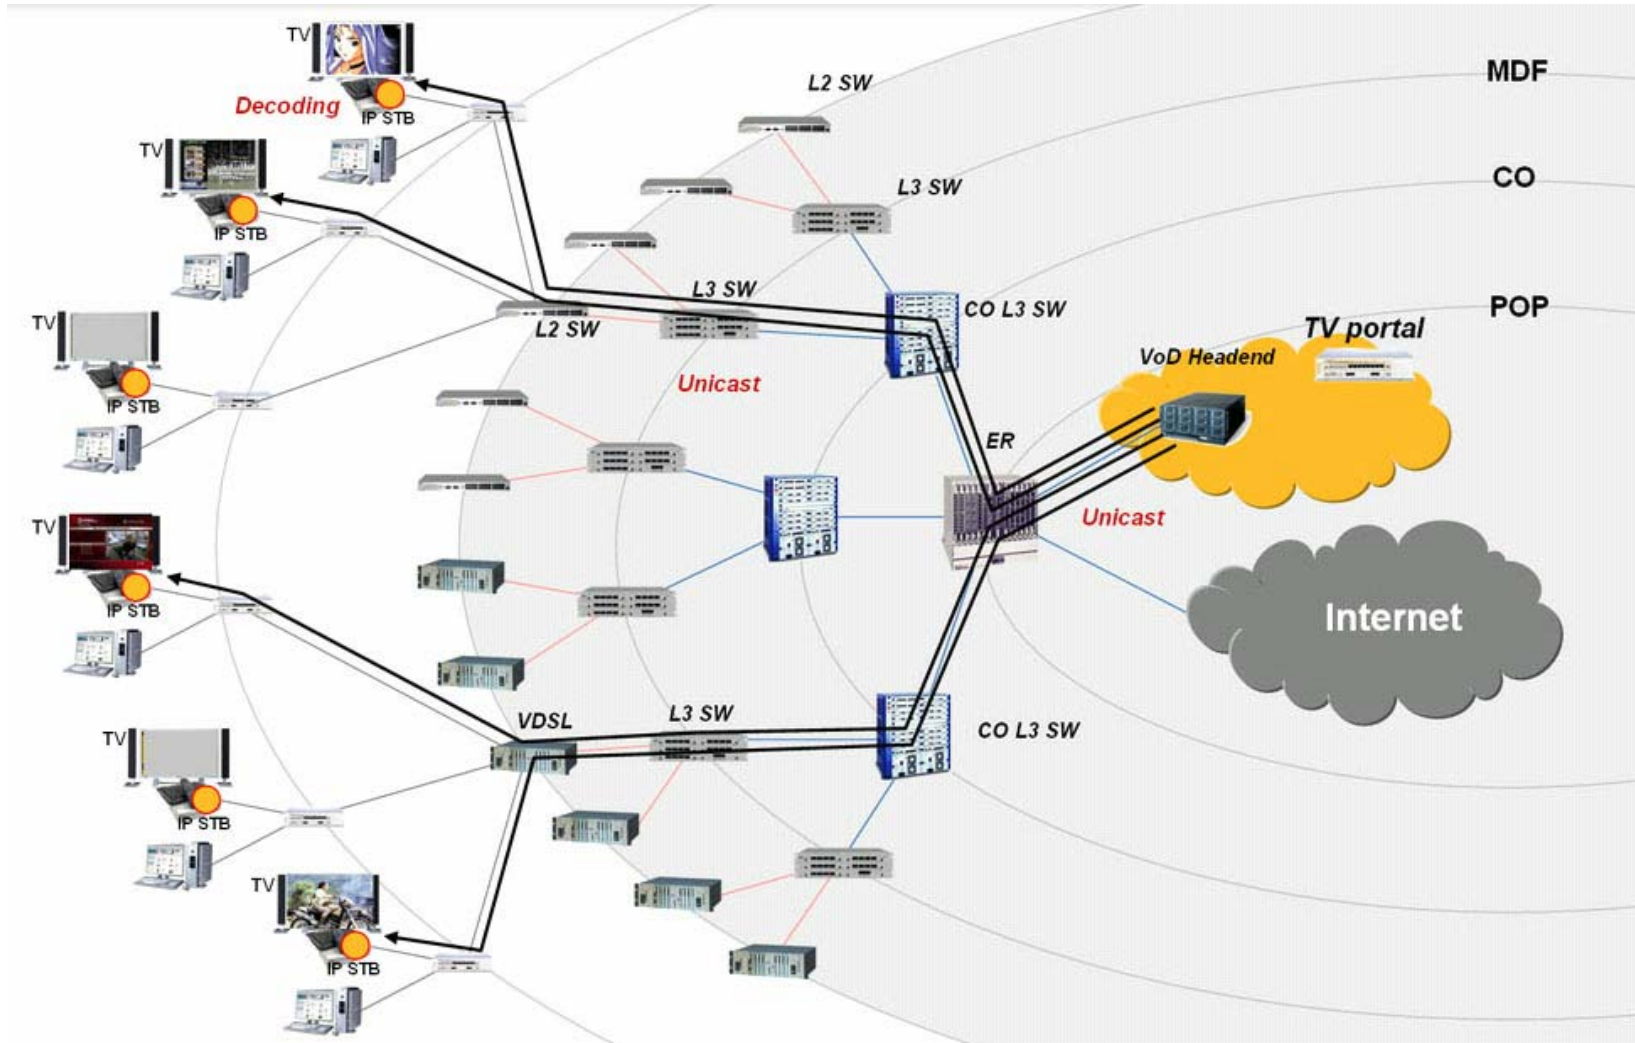 TV
Decoding
IP STB
L2 SW
MDF
TV
IP STB
L3 SW
CO
TV
IP STB
L2 SW
L3 SW
CO L3 SW
POP
TV portal
VoD Headend
Unicast
ER
Unicast
TV
IP STB
Internet
VDSL
L3 SW
CO L3 SW
TV
IP STB
TV
IP STB